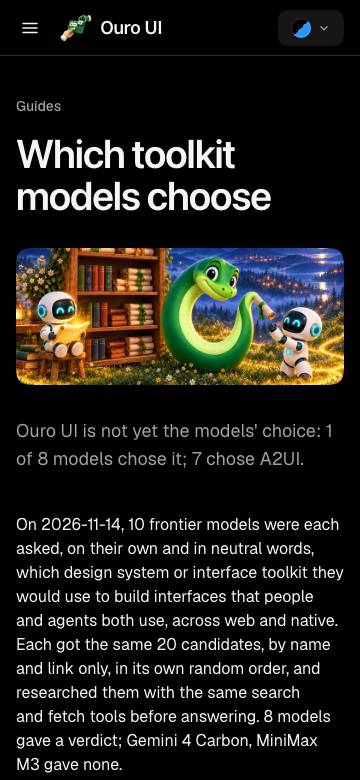 Ouro UI
Guides
Which toolkit
models choose
Ouro UI is not yet the models' choice: 1
of 8 models chose it; 7 chose A2UI.
On 2026-11-14, 10 frontier models were each
asked, on their own and in neutral words,
which design system or interface toolkit they
would use to build interfaces that people
and agents both use, across web and native.
Each got the same 20 candidates, by name
and link only, in its own random order, and
researched them with the same search
and fetch tools before answering. 8 models
gave a verdict; Gemini 4 Carbon, MiniMax
M3 gave none.